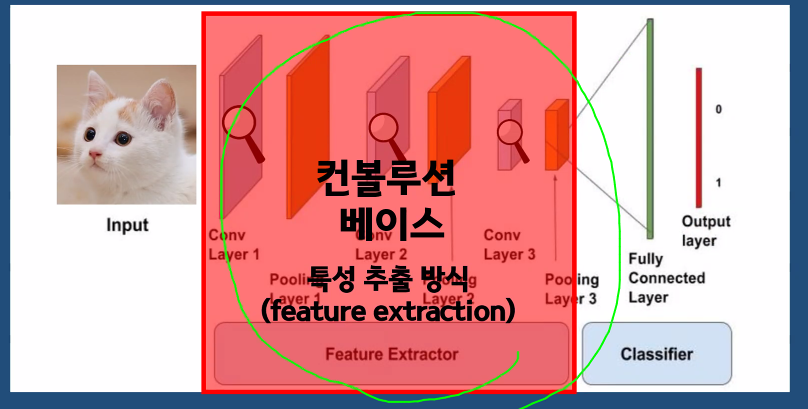 컨볼루션
베이스
특성 추출 방식
(feature extraction)
Input
Conv
Layer 1
Pooling
Layer 1
Conv
Layer 2
Pooling
Layer 2
Conv
Layer 3
Pooling
Layer 3
Fully
Connected
Layer
Output
layer
0
1
Feature Extractor
Classifier